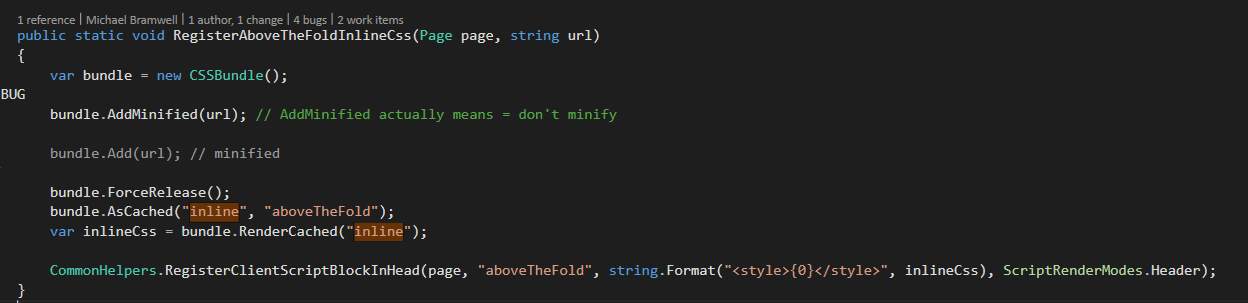 1 reference | Michael Bramwell | 1 author, 1 change | 4 bugs | 2 work items
public static void RegisterAboveTheFoldInlineCss(Page page, string url)
{
var bundle = new CSSBundle();
BUG
bundle.AddMinified(url); // AddMinified actually means = don't minify
bundle.Add(url); // minified
bundle.ForceRelease();
bundle.AsCached("inline", "aboveTheFold");
var inlineCss = bundle.RenderCached("inline");
CommonHelpers.RegisterClientScriptBlockInHead(page, "aboveTheFold", string.Format("<style>{0}</style>", inlineCss), ScriptRenderModes.Header);
}